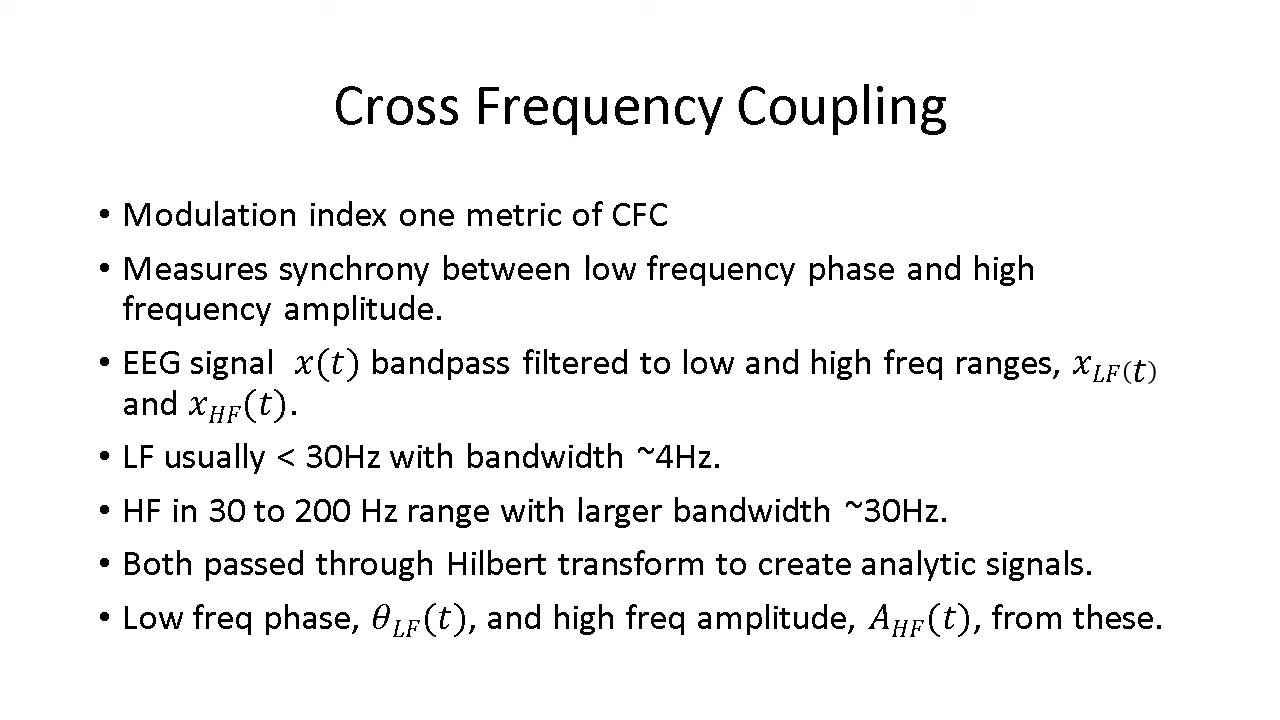 Cross Frequency Coupling
• Modulation index one metric of CFC
• Measures synchrony between low frequency phase and high
frequency amplitude.
• EEG signal x(t) bandpass filtered to low and high freq ranges, x_LF(t)
and x_HF(t).
• LF usually < 30Hz with bandwidth ~4Hz.
• HF in 30 to 200 Hz range with larger bandwidth ~30Hz.
• Both passed through Hilbert transform to create analytic signals.
• Low freq phase, θ_LF(t), and high freq amplitude, A_HF(t), from these.